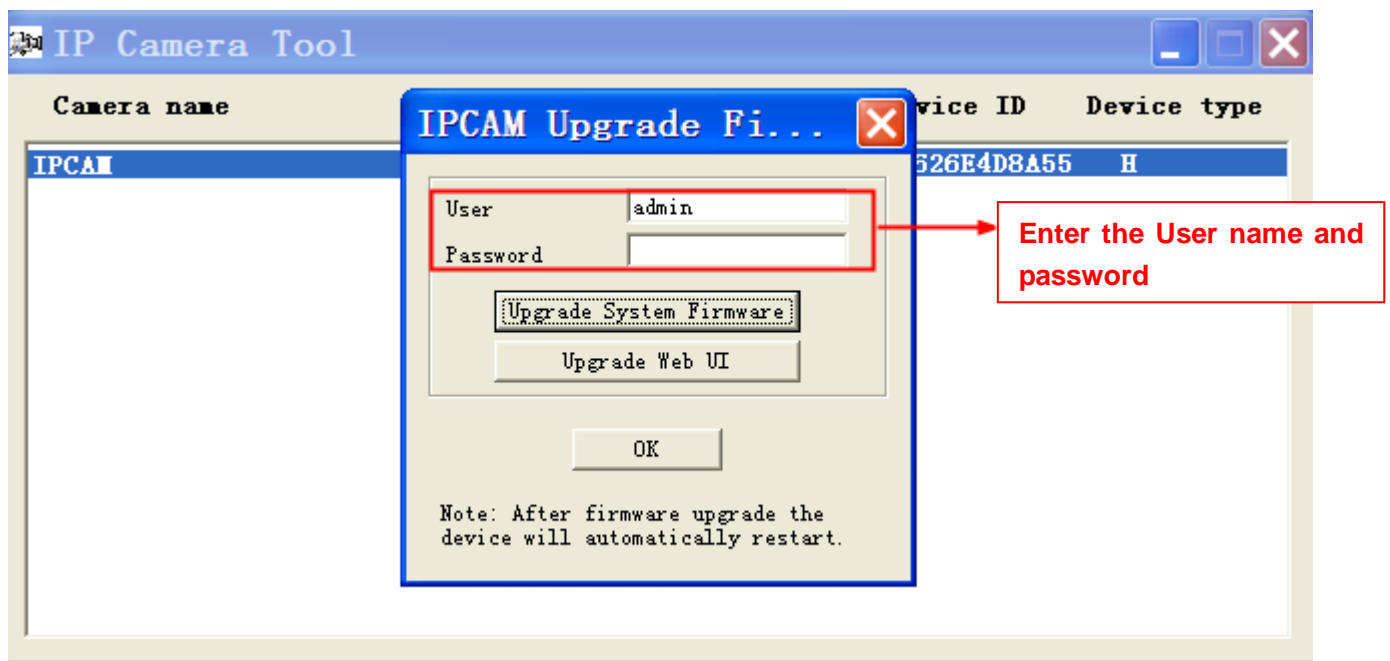 IP Camera Tool
Camera name vice ID Device type
IPCAM 626E4D8A55 H
IPCAM Upgrade Fi...
User admin
Password
Upgrade System Firmware
Upgrade Web UI
OK
Note: After firmware upgrade the
device will automatically restart.
Enter the User name and
password